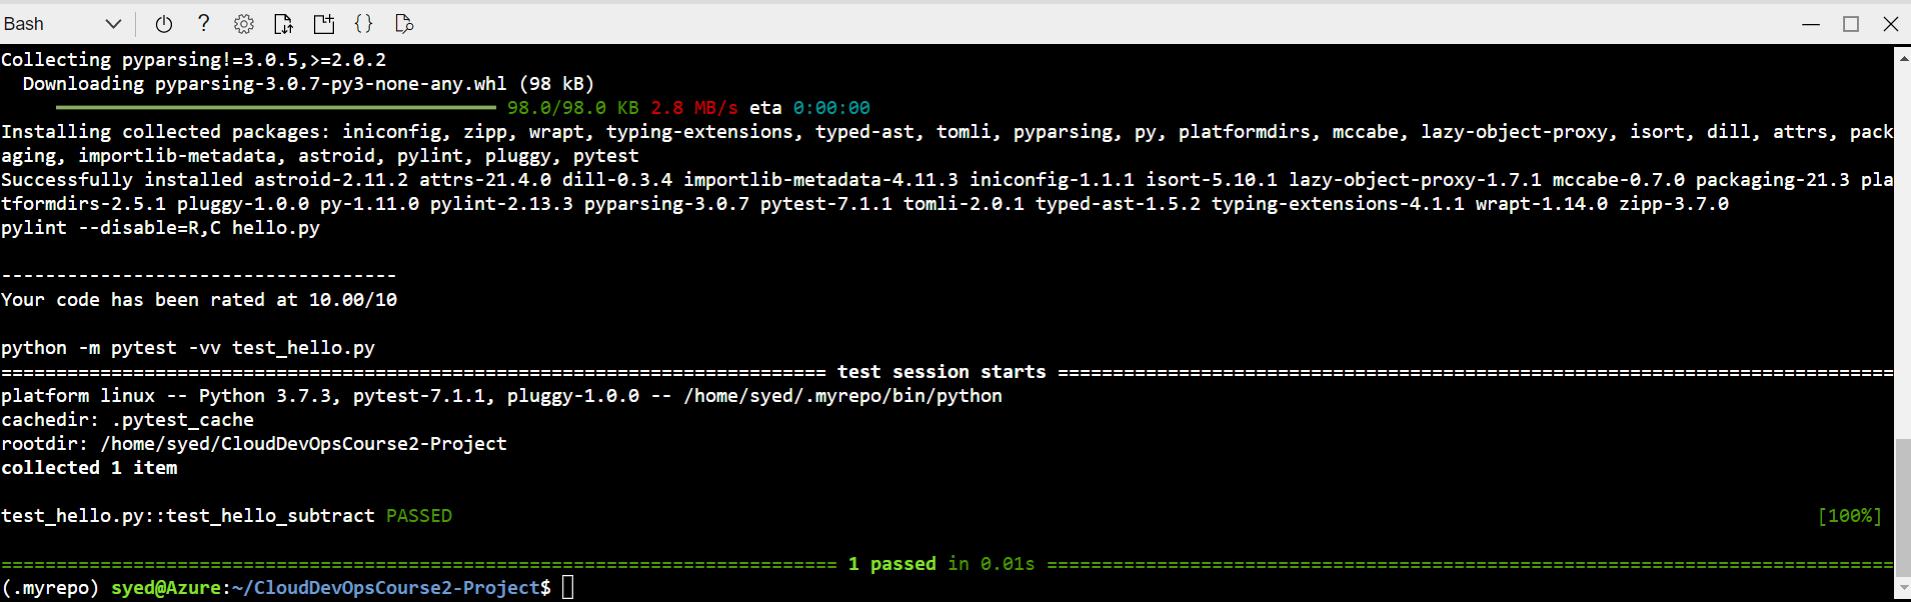 Bash
Collecting pyparsing!=3.0.5,>=2.0.2
  Downloading pyparsing-3.0.7-py3-none-any.whl (98 kB)
98.0/98.0 KB 2.8 MB/s eta 0:00:00
Installing collected packages: iniconfig, zipp, wrapt, typing-extensions, typed-ast, tomli, pyparsing, py, platformdirs, mccabe, lazy-object-proxy, isort, dill, attrs, pack
aging, importlib-metadata, astroid, pylint, pluggy, pytest
Successfully installed astroid-2.11.2 attrs-21.4.0 dill-0.3.4 importlib-metadata-4.11.3 iniconfig-1.1.1 isort-5.10.1 lazy-object-proxy-1.7.1 mccabe-0.7.0 packaging-21.3 pla
tformdirs-2.5.1 pluggy-1.0.0 py-1.11.0 pylint-2.13.3 pyparsing-3.0.7 pytest-7.1.1 tomli-2.0.1 typed-ast-1.5.2 typing-extensions-4.1.1 wrapt-1.14.0 zipp-3.7.0
pylint --disable=R,C hello.py
------------------------------------
Your code has been rated at 10.00/10
python -m pytest -vv test_hello.py
=========================================================================== test session starts ============================================================================
platform linux -- Python 3.7.3, pytest-7.1.1, pluggy-1.0.0 -- /home/syed/.myrepo/bin/python
cachedir: .pytest_cache
rootdir: /home/syed/CloudDevOpsCourse2-Project
collected 1 item
test_hello.py::test_hello_subtract PASSED [100%]
============================================================================ 1 passed in 0.01s =============================================================================
(.myrepo) syed@Azure:~/CloudDevOpsCourse2-Project$